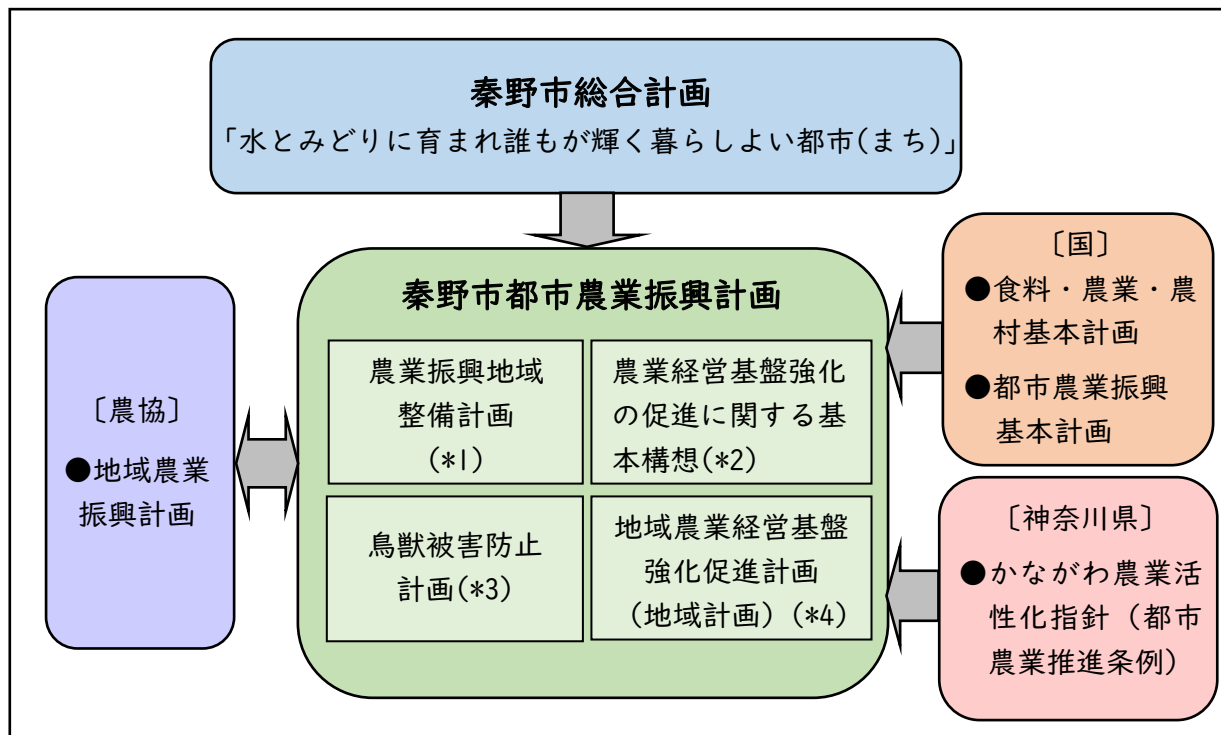 秦野市総合計画
「水とみどりに育まれ誰もが輝く暮らしよい都市(まち)」
秦野市都市農業振興計画
農業振興地域
整備計画
(*1)
農業経営基盤強化
の促進に関する基
本構想(*2)
鳥獣被害防止
計画(*3)
地域農業経営基盤
強化促進計画
(地域計画)(*4)
〔農協〕
●地域農業
振興計画
〔国〕
●食料・農業・農
村基本計画
●都市農業振興
基本計画
〔神奈川県〕
●かながわ農業活
性化指針（都市
農業推進条例）